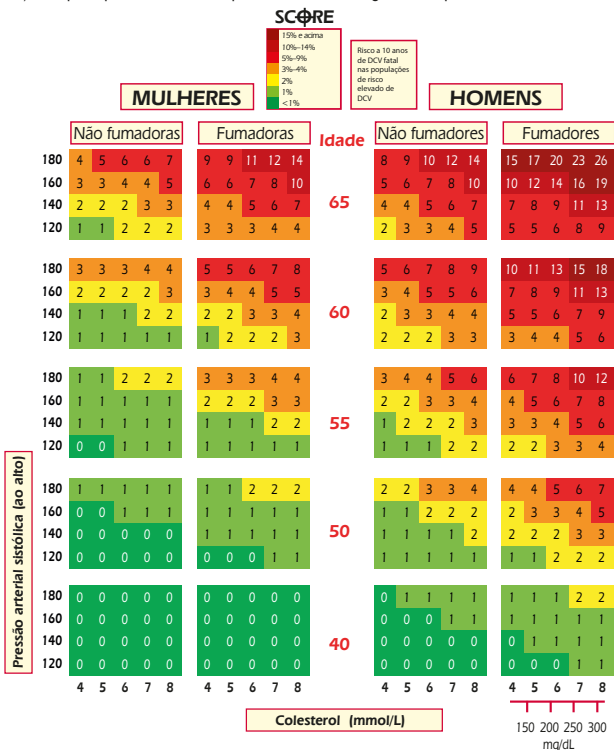 SCORE
15% e acima
10%–14%
5%–9%
3%–4%
2%
1%
<1%
Risco a 10 anos
de DCV fatal
nas populações
de risco
elevado de
DCV
MULHERES HOMENS
Não fumadoras Fumadoras Idade Não fumadores Fumadores
180 4 5 6 6 7 9 9 11 12 14 8 9 10 12 14 15 17 20 23 26
160 3 3 4 4 5 6 6 7 8 10 5 6 7 8 10 10 12 14 16 19
140 2 2 2 3 3 4 4 5 6 7 65 4 4 5 6 7 7 8 9 11 13
120 1 1 2 2 2 3 3 3 4 4 2 3 3 4 5 5 5 6 8 9
180 3 3 3 4 4 5 5 6 7 8 5 6 7 8 9 10 11 13 15 18
160 2 2 2 2 3 3 4 4 5 5 3 4 5 5 6 7 8 9 11 13
140 1 1 1 2 2 2 2 3 3 4 60 2 3 3 4 4 5 5 6 7 9
120 1 1 1 1 1 1 2 2 2 3 2 2 2 3 3 3 4 4 5 6
180 1 1 2 2 2 3 3 3 4 4 3 4 4 5 6 6 7 8 10 12
160 1 1 1 1 1 2 2 2 3 3 2 2 3 3 4 4 5 6 7 8
140 1 1 1 1 1 1 1 1 2 2 55 1 2 2 2 3 3 3 4 5 6
120 0 0 1 1 1 1 1 1 1 1 1 1 1 2 2 2 2 3 3 4
180 1 1 1 1 1 1 1 2 2 2 2 2 3 3 4 4 4 5 6 7
160 0 0 1 1 1 1 1 1 1 1 1 1 2 2 2 2 3 3 4 5
140 0 0 0 0 0 1 1 1 1 1 50 1 1 1 1 2 2 2 2 3 3
120 0 0 0 0 0 0 0 0 1 1 1 1 1 1 1 1 1 2 2 2
180 0 0 0 0 0 0 0 0 0 0 0 1 1 1 1 1 1 1 2 2
160 0 0 0 0 0 0 0 0 0 0 0 0 0 1 1 1 1 1 1 1
140 0 0 0 0 0 0 0 0 0 0 40 0 0 0 0 0 0 1 1 1 1
120 0 0 0 0 0 0 0 0 0 0 0 0 0 0 0 0 0 0 1 1
4 5 6 7 8 4 5 6 7 8 4 5 6 7 8 4 5 6 7 8
Pressão arterial sistólica (ao alto)
Colesterol (mmol/L)
150 200 250 300
mg/dL